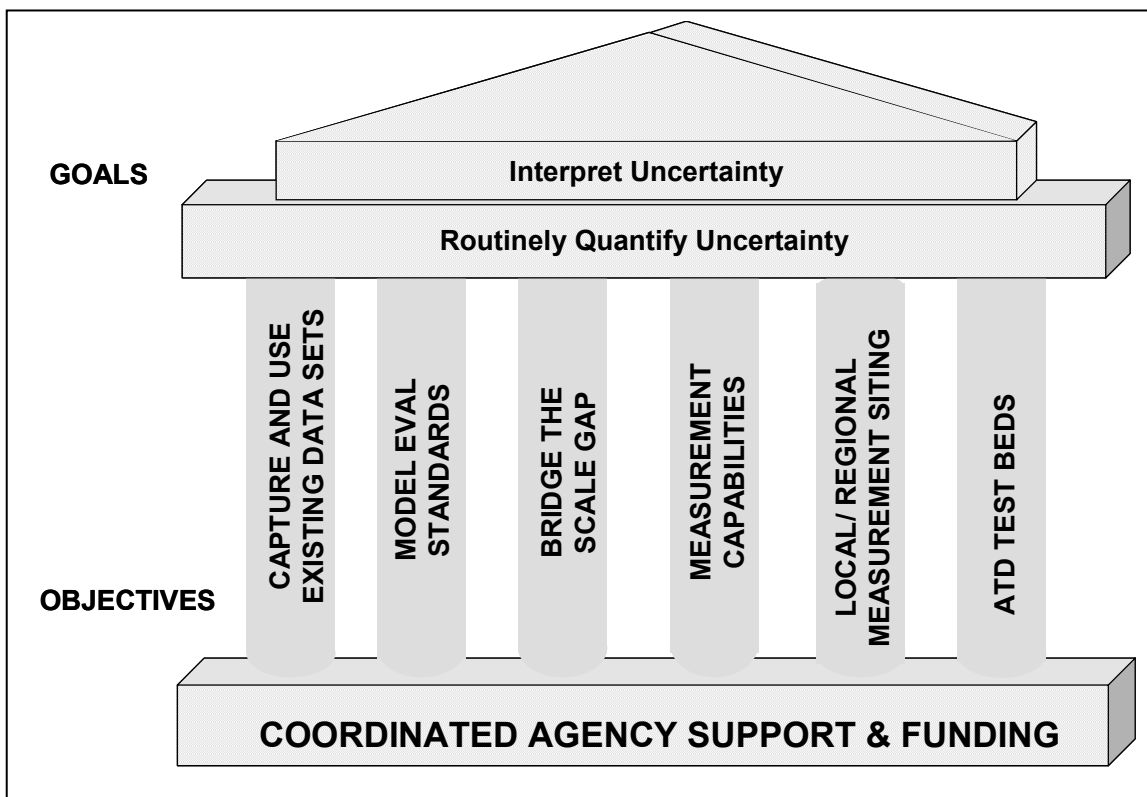 GOALS
Interpret Uncertainty
Routinely Quantify Uncertainty
OBJECTIVES
CAPTURE AND USE
EXISTING DATA SETS
MODEL EVAL
STANDARDS
BRIDGE THE
SCALE GAP
MEASUREMENT
CAPABILITIES
LOCAL/ REGIONAL
MEASUREMENT SITING
ATD TEST BEDS
COORDINATED AGENCY SUPPORT & FUNDING